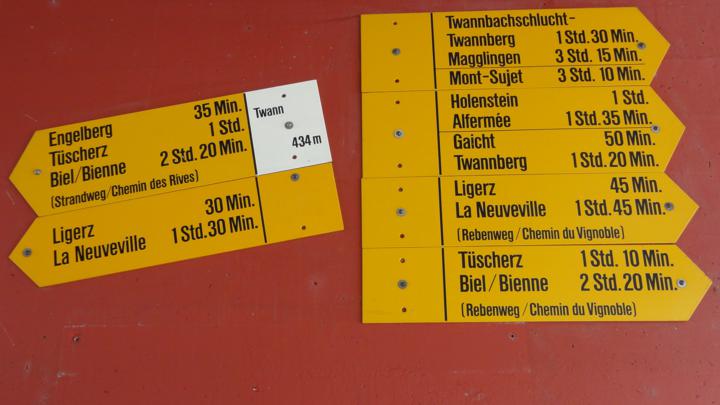 Engelberg 35 Min.
Tüscherz 1 Std.
Biel/Bienne 2 Std. 20 Min.
(Strandweg/Chemin des Rives)
Twann
434 m
Ligerz 30 Min.
La Neuveville 1 Std. 30 Min.
Twannbachschlucht-
Twannberg 1 Std. 30 Min.
Magglingen 3 Std. 15 Min.
Mont-Sujet 3 Std. 10 Min.
Holenstein 1 Std.
Alfermée 1 Std. 35 Min.
Gaicht 50 Min.
Twannberg 1 Std. 20 Min.
Ligerz 45 Min.
La Neuveville 1 Std. 45 Min.
(Rebenweg/Chemin du Vignoble)
Tüscherz 1 Std. 10 Min.
Biel/Bienne 2 Std. 20 Min.
(Rebenweg/Chemin du Vignoble)